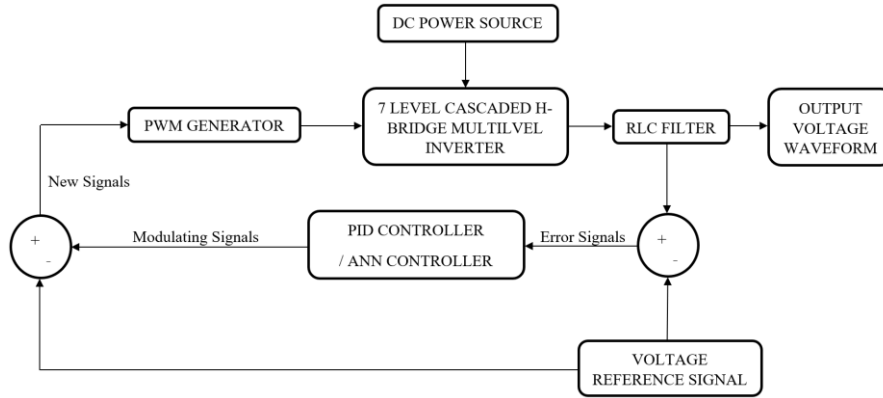 DC POWER SOURCE
PWM GENERATOR
7 LEVEL CASCADED H-
BRIDGE MULTILVEL
INVERTER
RLC FILTER
OUTPUT
VOLTAGE
WAVEFORM
New Signals
+
-
Modulating Signals
PID CONTROLLER
/ ANN CONTROLLER
Error Signals
+
-
VOLTAGE
REFERENCE SIGNAL